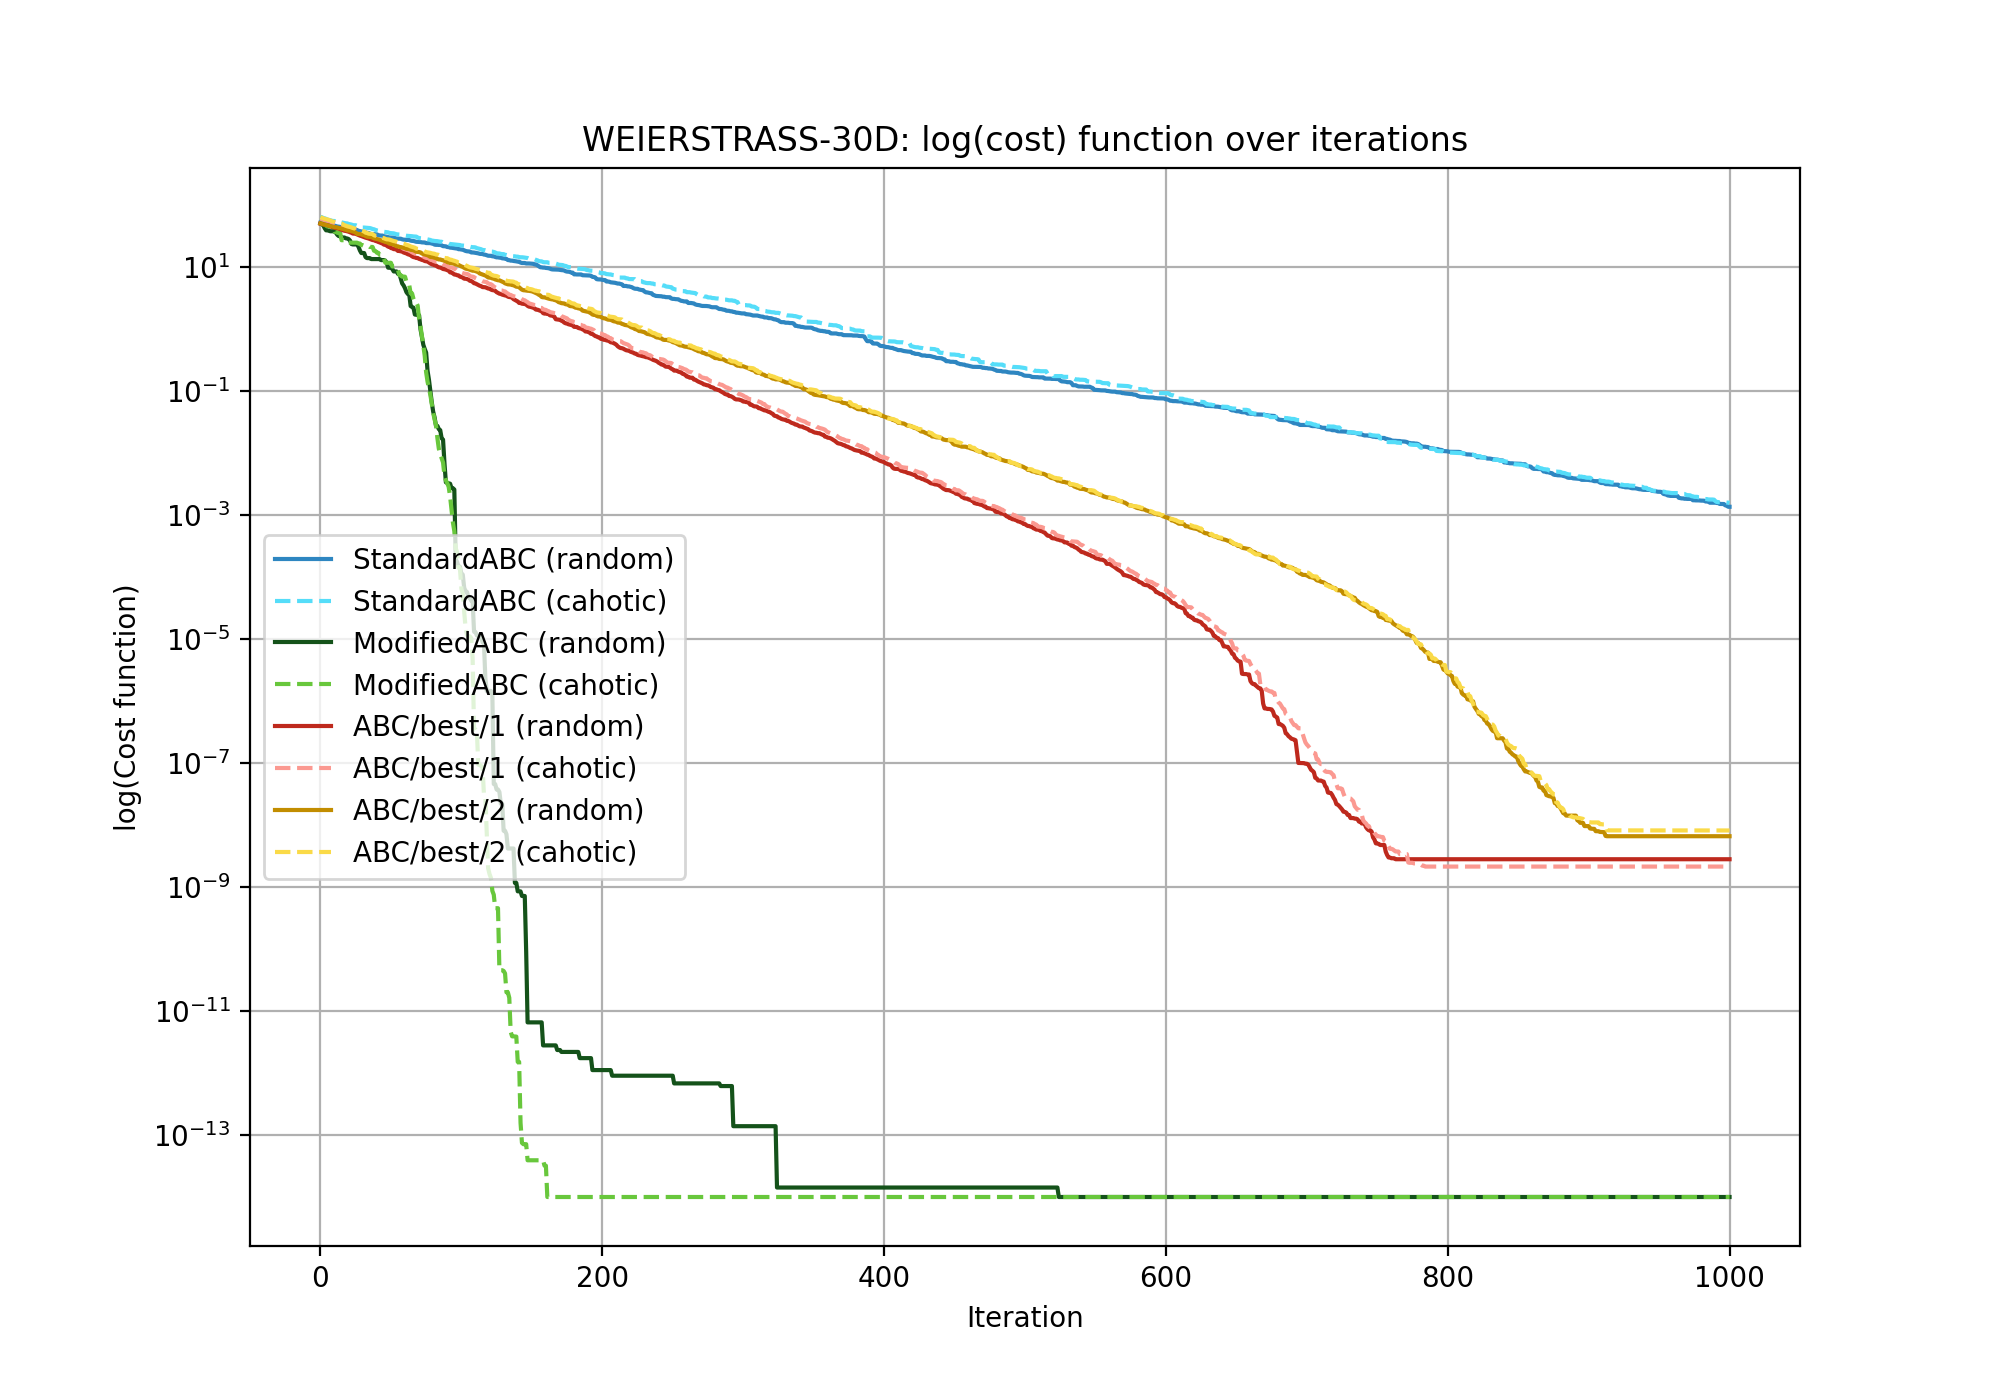 WEIERSTRASS-30D: log(cost) function over iterations
log(Cost function)
10¹
10⁻¹
10⁻³
10⁻⁵
10⁻⁷
10⁻⁹
10⁻¹¹
10⁻¹³
StandardABC (random)
StandardABC (cahotic)
ModifiedABC (random)
ModifiedABC (cahotic)
ABC/best/1 (random)
ABC/best/1 (cahotic)
ABC/best/2 (random)
ABC/best/2 (cahotic)
0 200 400 600 800 1000
Iteration